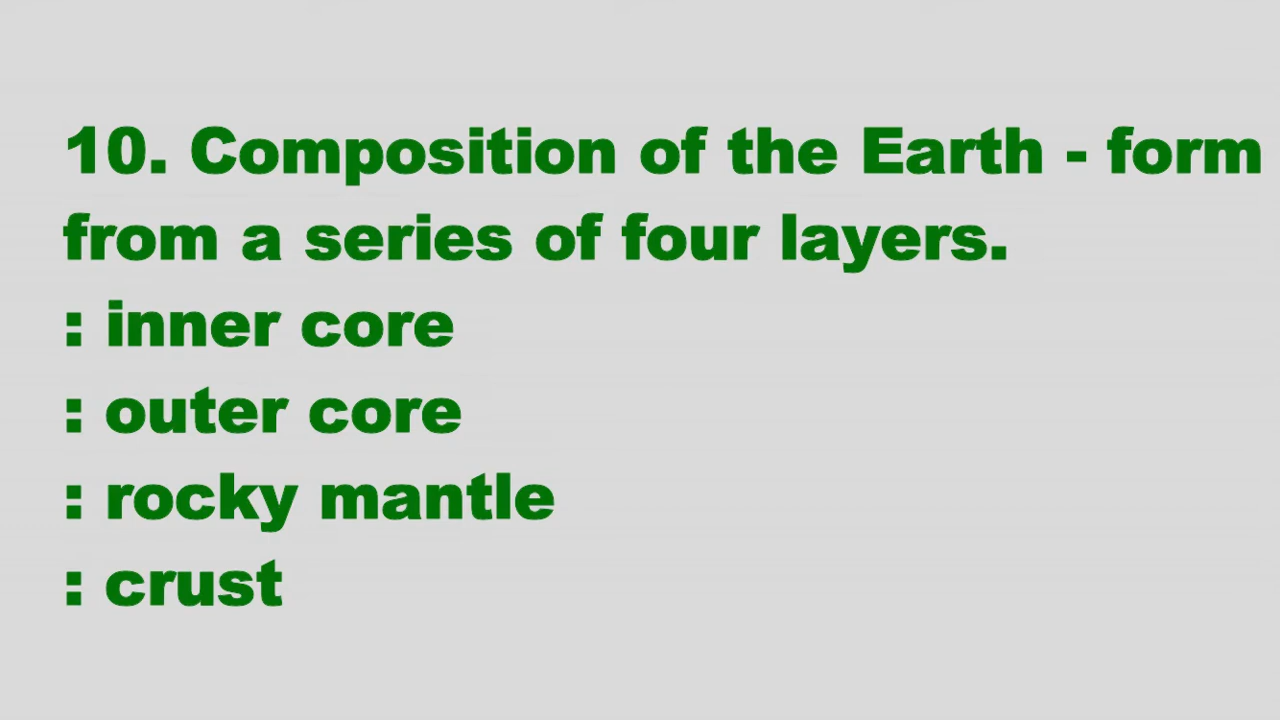 10. Composition of the Earth - form
from a series of four layers.
: inner core
: outer core
: rocky mantle
: crust